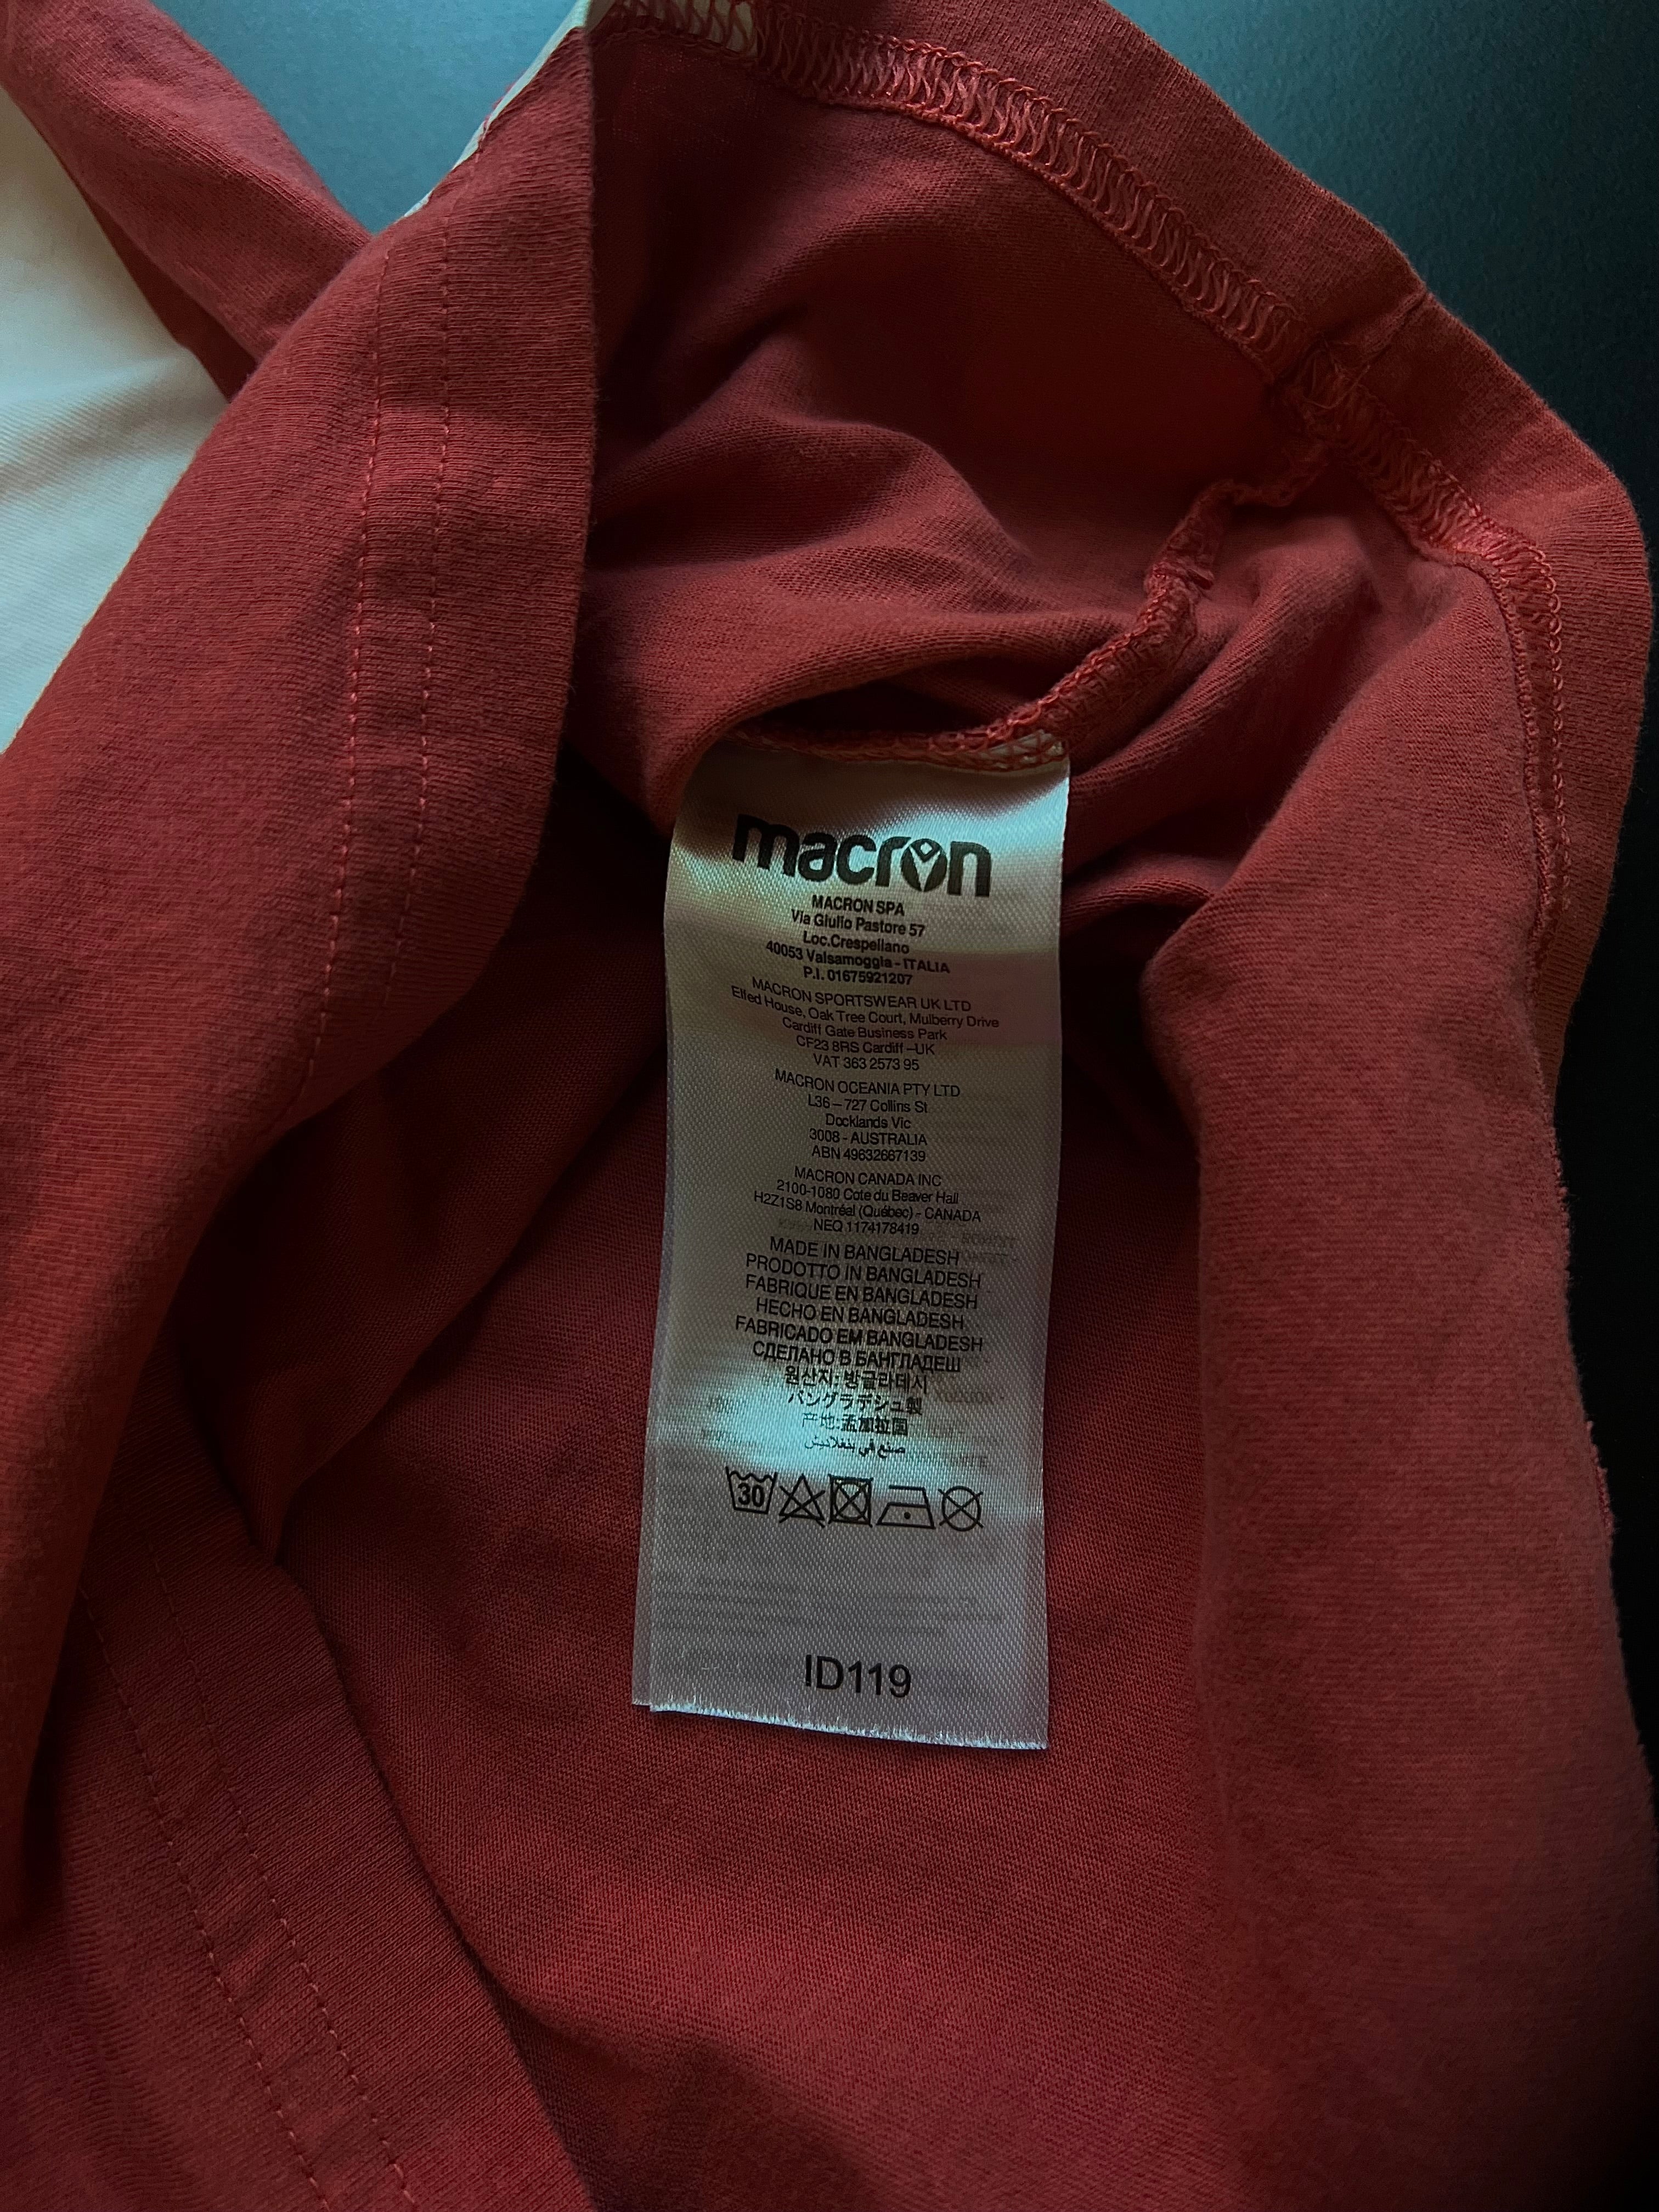 macron
MACRON SPA
Via Giulio Pastore 57
Loc.Crespellano
40053 Valsamoggia - ITALIA
P.I. 01675921207
MACRON SPORTSWEAR UK LTD
Elfed House, Oak Tree Court, Mulberry Drive
Cardiff Gate Business Park
CF23 8RS Cardiff –UK
VAT 363 2573 95
MACRON OCEANIA PTY LTD
L36 – 727 Collins St
Docklands Vic
3008 - AUSTRALIA
ABN 49632667139
MACRON CANADA INC
2100-1080 Cote du Beaver Hall
H2Z1S8 Montréal (Québec) - CANADA
NEQ 1174178419
MADE IN BANGLADESH
PRODOTTO IN BANGLADESH
FABRIQUE EN BANGLADESH
HECHO EN BANGLADESH
FABRICADO EM BANGLADESH
СДЕЛАНО В БАНГЛАДЕШ
원산지: 방글라데시
バングラデシュ製
产地:孟加拉国
صنع في بنغلاديش
30
ID119